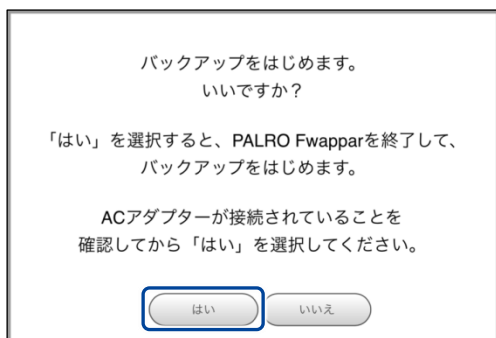 バックアップをはじめます。
いいですか？
「はい」を選択すると、PALRO Fwapparを終了して、
バックアップをはじめます。
ACアダプターが接続されていることを
確認してから「はい」を選択してください。
はい
いいえ